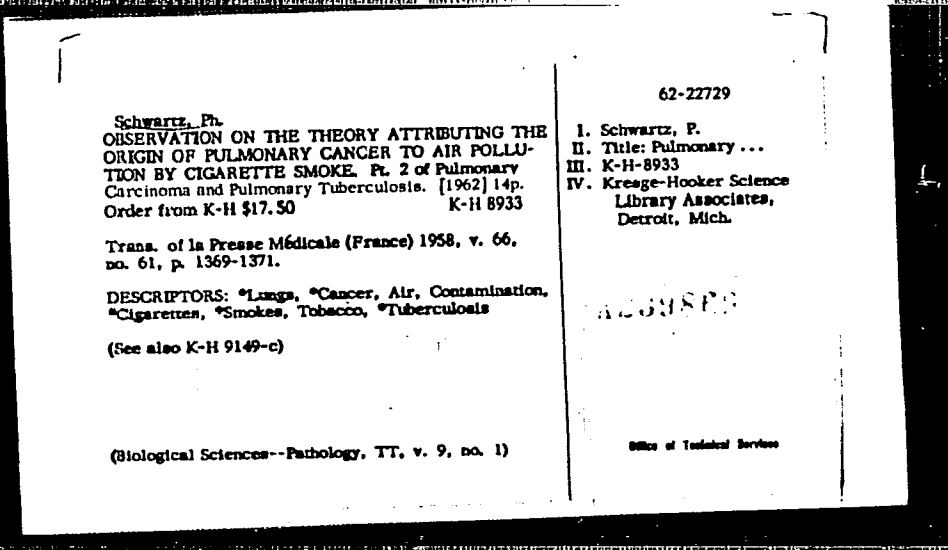 Schwartz, Ph.
OBSERVATION ON THE THEORY ATTRIBUTING THE
ORIGIN OF PULMONARY CANCER TO AIR POLLU-
TION BY CIGARETTE SMOKE. Pt. 2 of Pulmonary
Carcinoma and Pulmonary Tuberculosis. [1962] 14p.
Order from K-H $17.50 K-H 8933
Trans. of la Presse Médicale (France) 1958, v. 66,
no. 61, p. 1369-1371.
DESCRIPTORS: *Lungs, *Cancer, Air, Contamination,
*Cigarettes, *Smokes, Tobacco, *Tuberculosis
(See also K-H 9149-c)
(Biological Sciences--Pathology, TT, v. 9, no. 1)
62-22729
I. Schwartz, P.
II. Title: Pulmonary ...
III. K-H-8933
IV. Kresge-Hooker Science
Library Associates,
Detroit, Mich.
Office of Technical Services